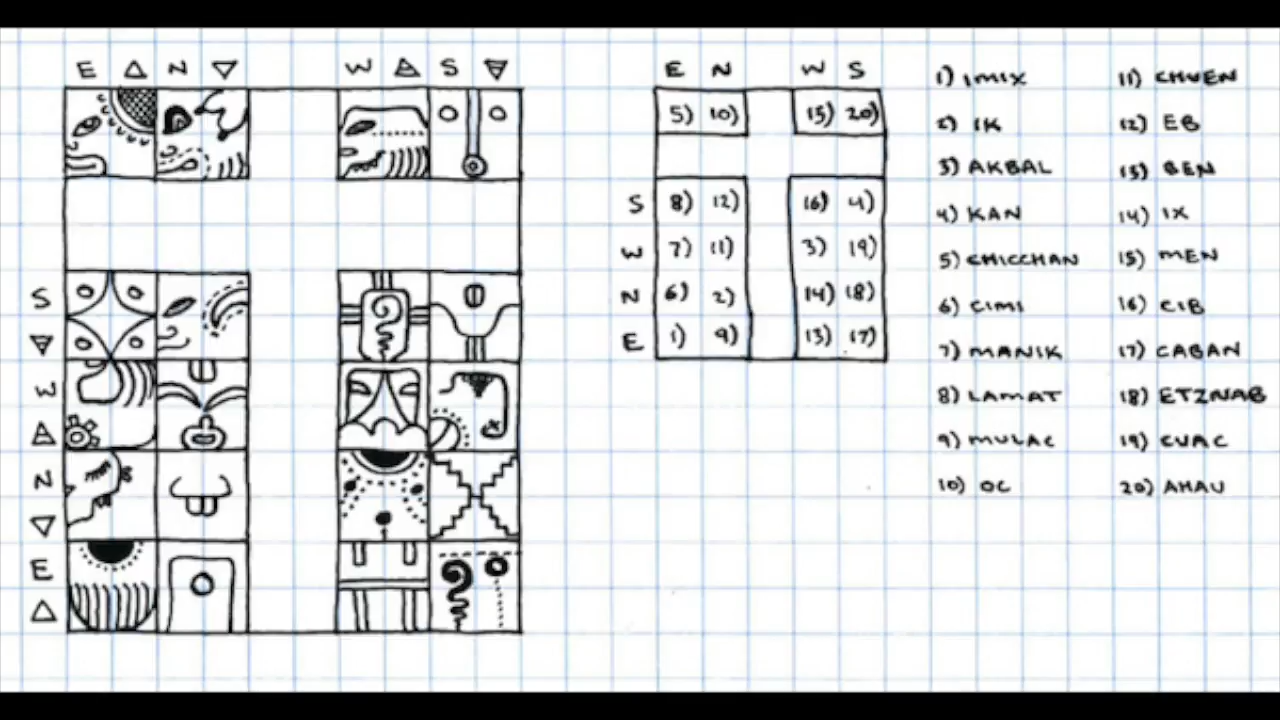 E △ N ▽ W △ S ▽
S
▽
W
△
N
▽
E
△
E N W S
5) 10) 15) 20)
S 8) 12) 16) 4)
W 7) 11) 3) 19)
N 6) 2) 14) 18)
E 1) 9) 13) 17)
1) IMIX
2) IK
3) AKBAL
4) KAN
5) CHICCHAN
6) CIMI
7) MANIK
8) LAMAT
9) MULAC
10) OC
11) CHUEN
12) EB
13) BEN
14) IX
15) MEN
16) CIB
17) CABAN
18) ETZNAB
19) CUAC
20) AHAU